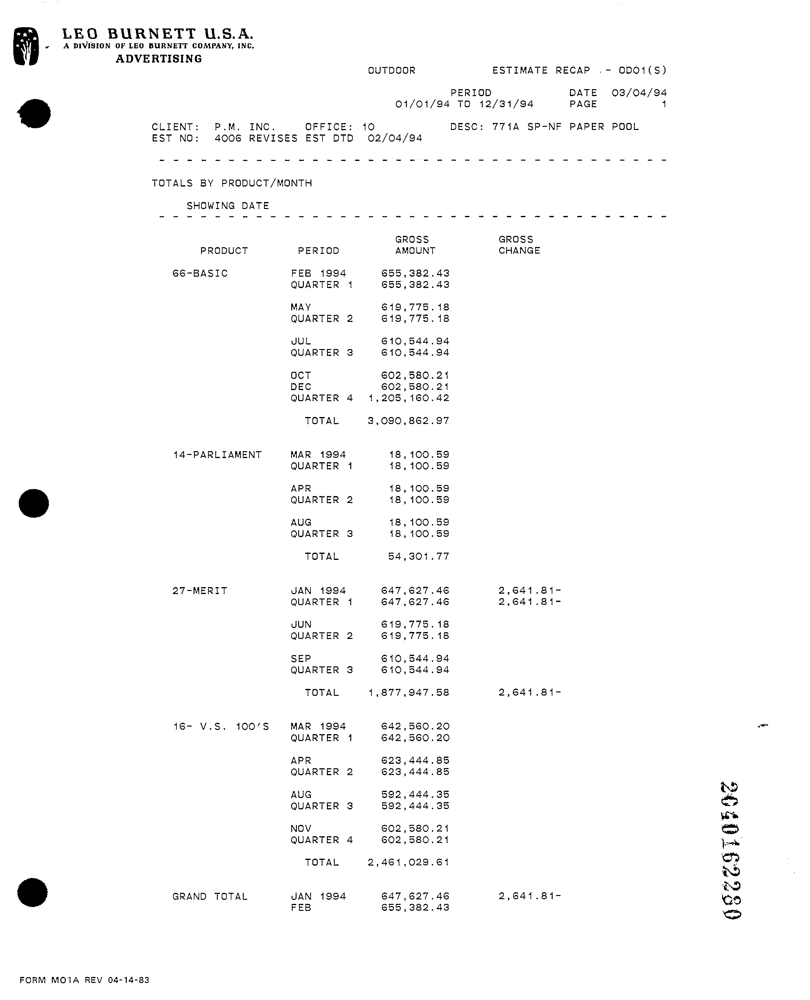 LEO BURNETT U.S.A.
A DIVISION OF LEO BURNETT COMPANY, INC.
ADVERTISING
OUTDOOR ESTIMATE RECAP - OD01(S)
PERIOD DATE 03/04/94
01/01/94 TO 12/31/94 PAGE 1
CLIENT: P.M. INC. OFFICE: 10 DESC: 771A SP-NF PAPER POOL
EST NO: 4006 REVISES EST DTD 02/04/94
TOTALS BY PRODUCT/MONTH
SHOWING DATE
GROSS GROSS
PRODUCT PERIOD AMOUNT CHANGE
66-BASIC FEB 1994 655,382.43
QUARTER 1 655,382.43
MAY 619,775.18
QUARTER 2 619,775.18
JUL 610,544.94
QUARTER 3 610,544.94
OCT 602,580.21
DEC 602,580.21
QUARTER 4 1,205,160.42
TOTAL 3,090,862.97
14-PARLIAMENT MAR 1994 18,100.59
QUARTER 1 18,100.59
APR 18,100.59
QUARTER 2 18,100.59
AUG 18,100.59
QUARTER 3 18,100.59
TOTAL 54,301.77
27-MERIT JAN 1994 647,627.46 2,641.81-
QUARTER 1 647,627.46 2,641.81-
JUN 619,775.18
QUARTER 2 619,775.18
SEP 610,544.94
QUARTER 3 610,544.94
TOTAL 1,877,947.58 2,641.81-
16- V.S. 100'S MAR 1994 642,560.20
QUARTER 1 642,560.20
APR 623,444.85
QUARTER 2 623,444.85
AUG 592,444.35
QUARTER 3 592,444.35
NOV 602,580.21
QUARTER 4 602,580.21
TOTAL 2,461,029.61
GRAND TOTAL JAN 1994 647,627.46 2,641.81-
FEB 655,382.43
2040162280
FORM M01A REV 04-14-83